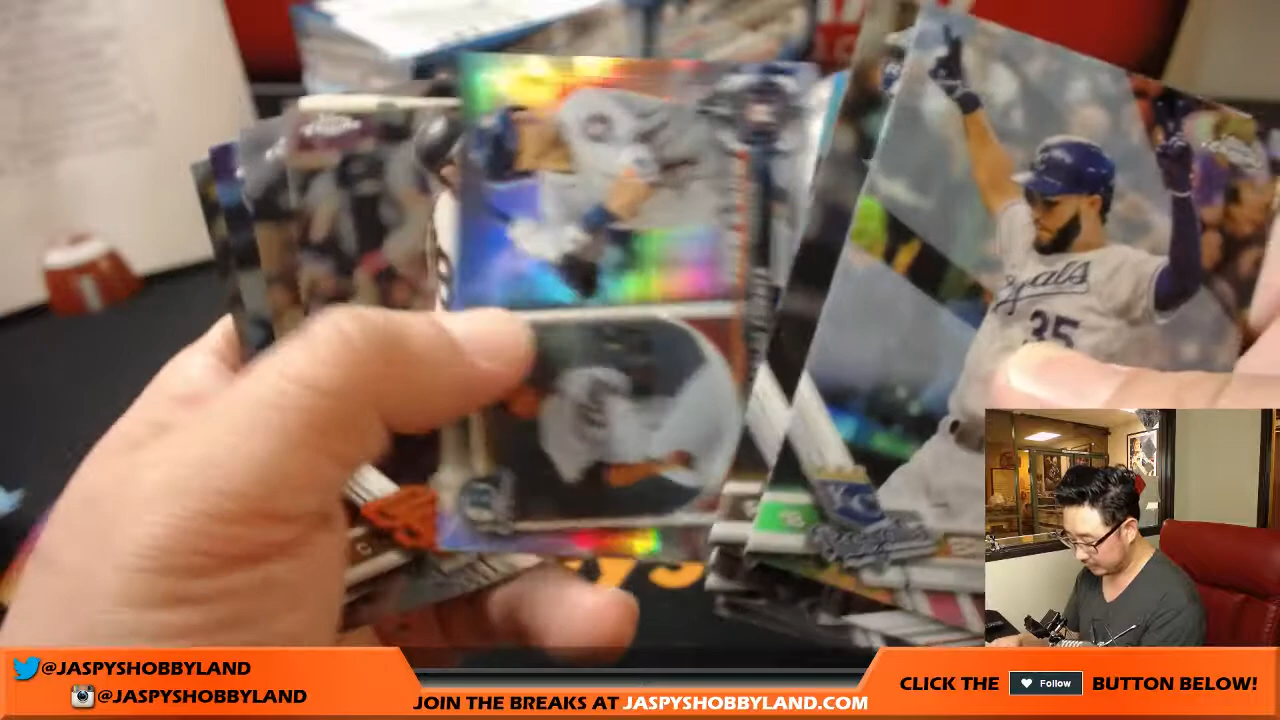 Royals
35
@JASPYSHOBBYLAND
@JASPYSHOBBYLAND
JOIN THE BREAKS AT JASPYSHOBBYLAND.COM
CLICK THE Follow BUTTON BELOW!